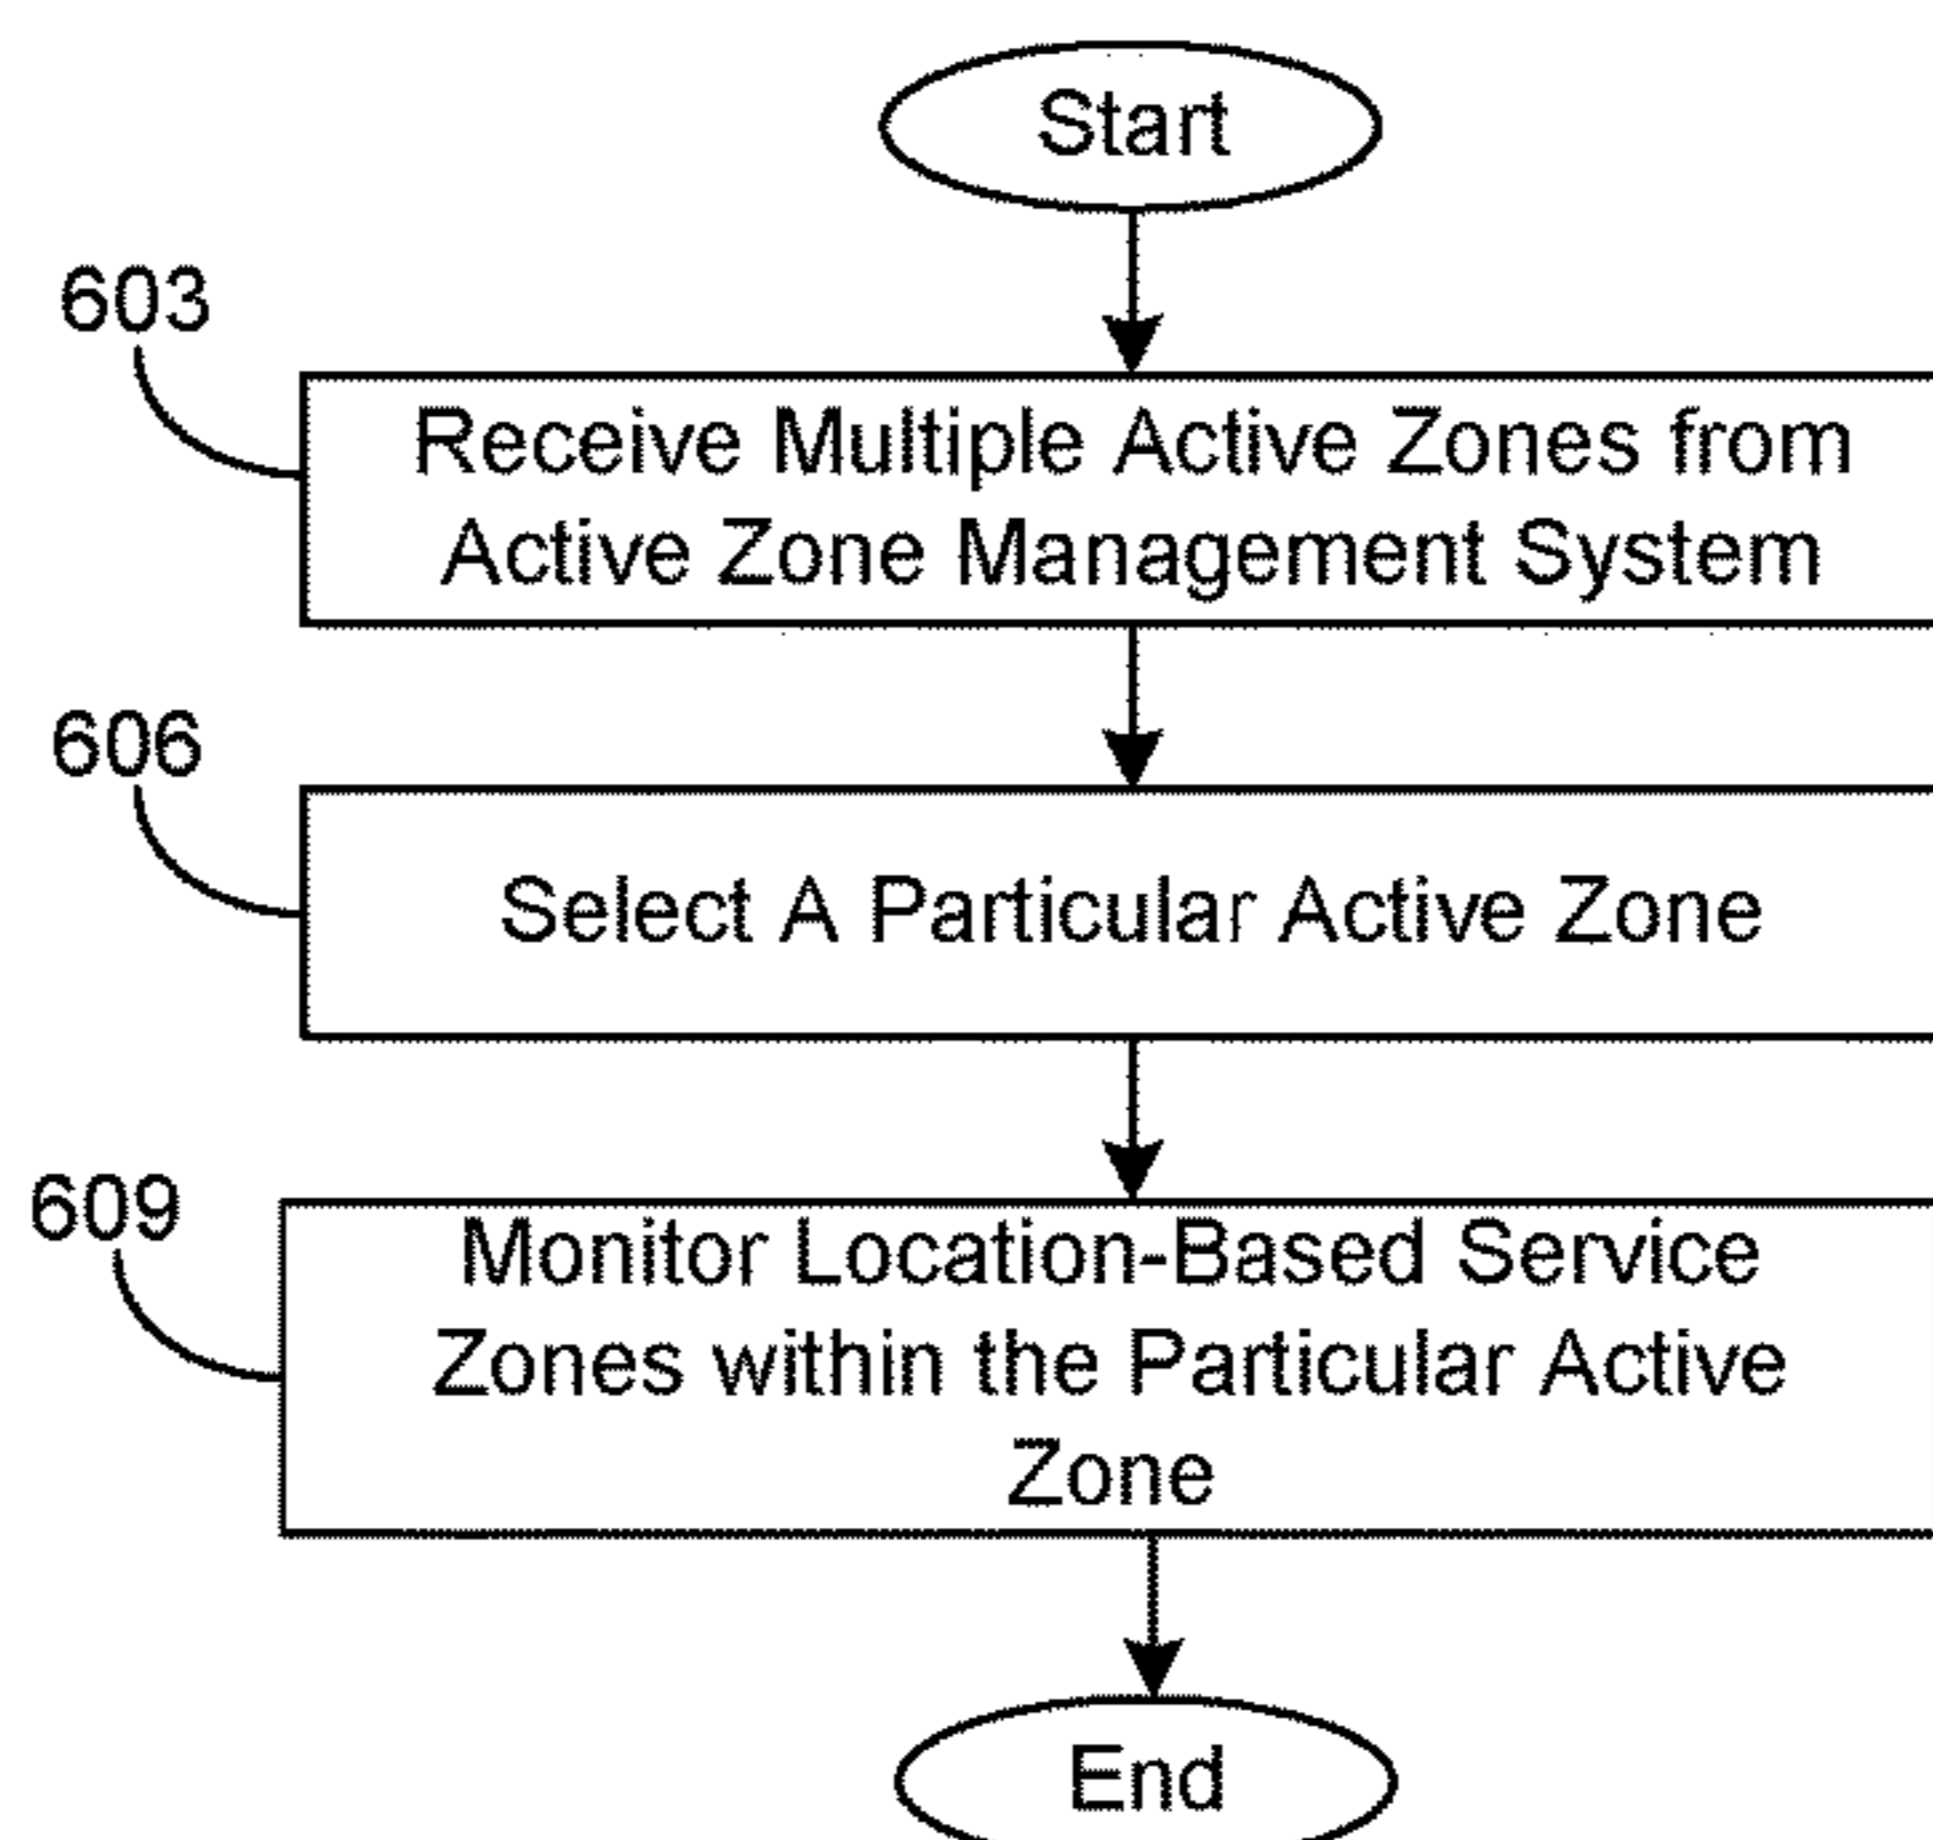 Start
603
Receive Multiple Active Zones from
Active Zone Management System
606
Select A Particular Active Zone
609
Monitor Location-Based Service
Zones within the Particular Active
Zone
End